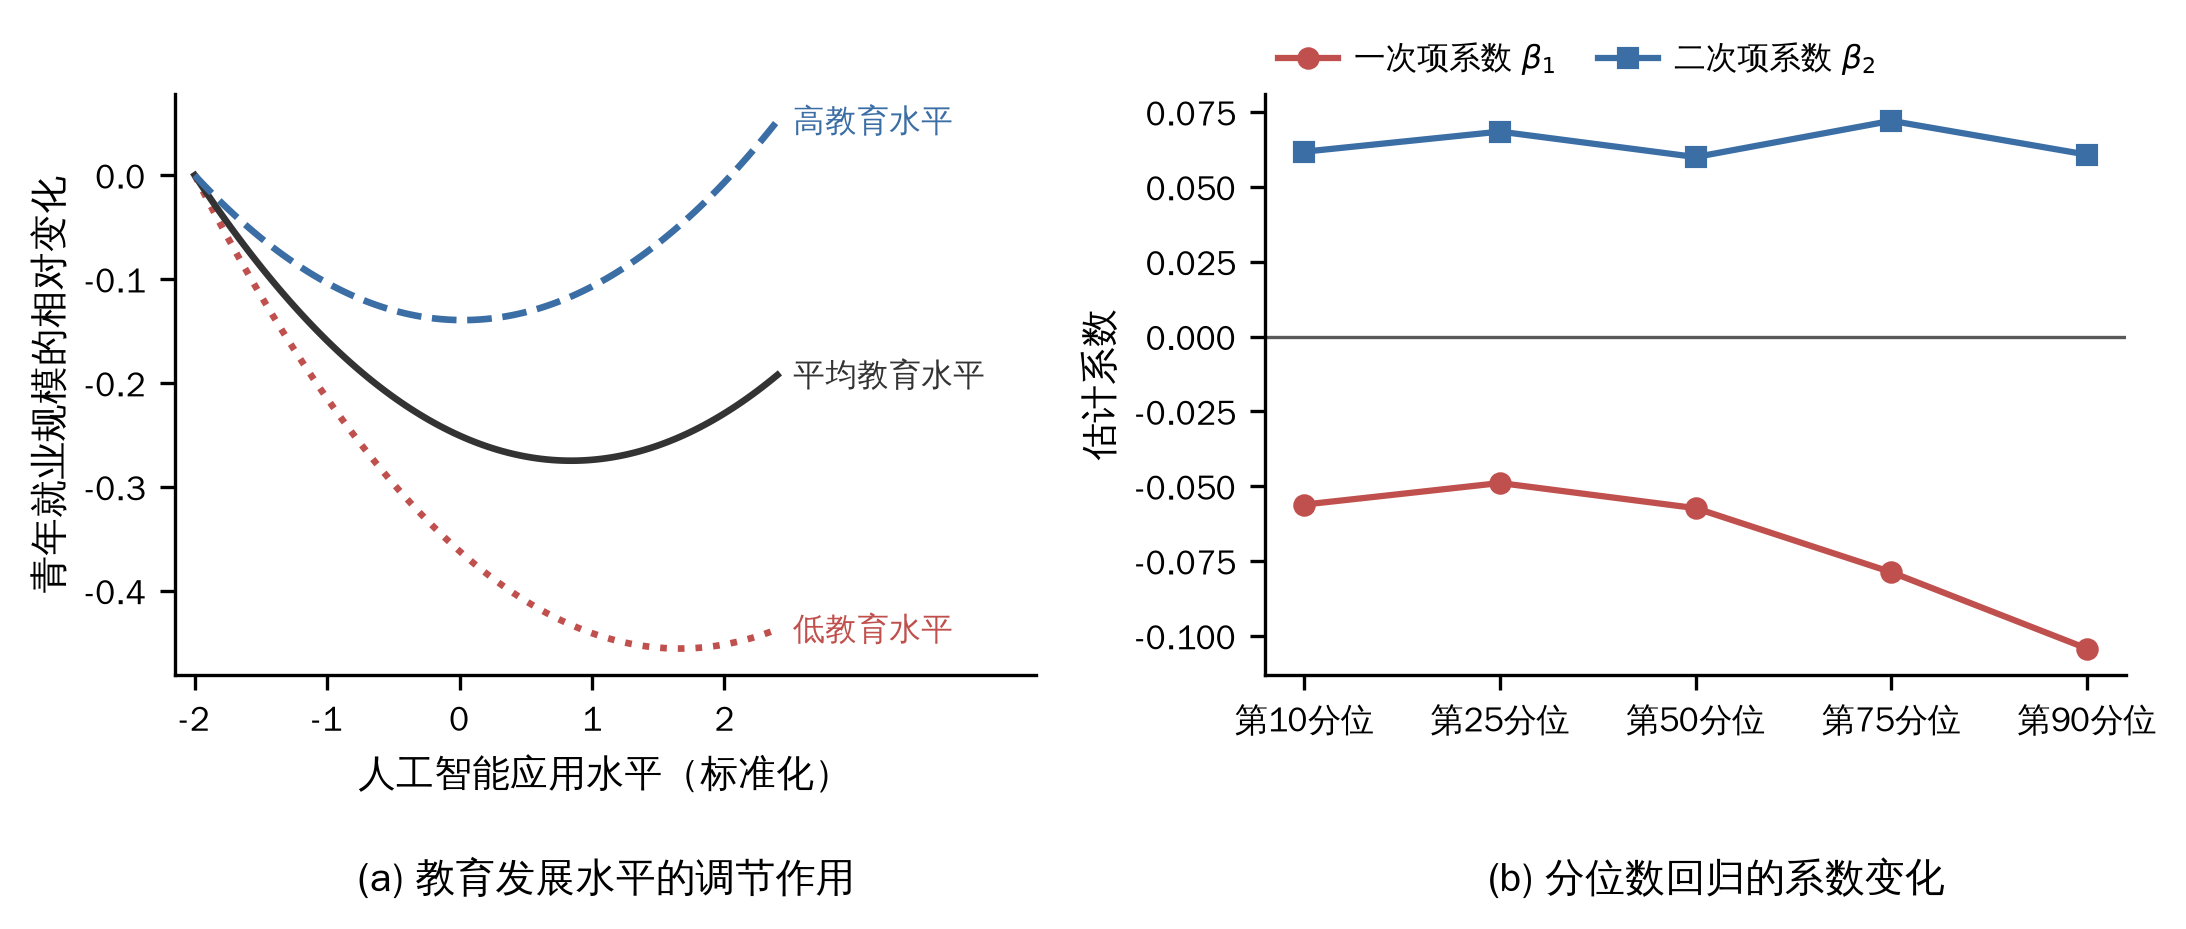 青年就业规模的相对变化
0.0
-0.1
-0.2
-0.3
-0.4
高教育水平
平均教育水平
低教育水平
-2 -1 0 1 2
人工智能应用水平（标准化）
(a) 教育发展水平的调节作用
一次项系数 β₁ 二次项系数 β₂
估计系数
0.075
0.050
0.025
0.000
-0.025
-0.050
-0.075
-0.100
第10分位 第25分位 第50分位 第75分位 第90分位
(b) 分位数回归的系数变化